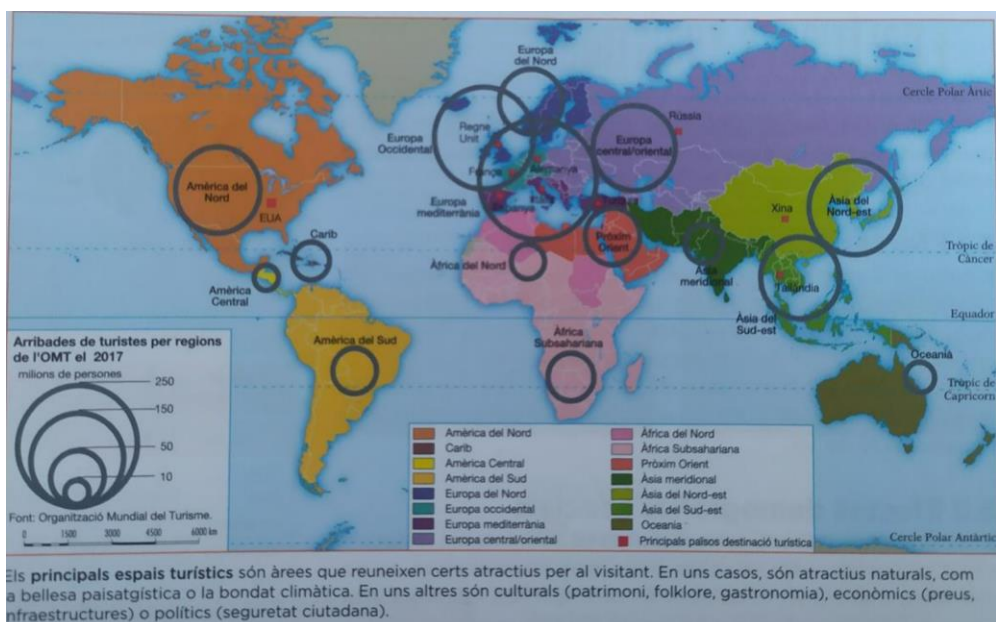 Europa
del Nord
Cercle Polar Àrtic
Rússia
Regne
Unit
Europa
Occidental
Europa
central/oriental
França
Alemanya
Amèrica del
Nord
EUA
Europa
mediterrània
Espanya
Itàlia
Turquia
Xina
Àsia del
Nord-est
Carib
Pròxim
Orient
Tròpic de
Càncer
Àfrica del Nord
Àsia
meridional
Amèrica
Central
Tailàndia
Equador
Àsia del
Sud-est
Amèrica del Sud
Àfrica
Subsahariana
Oceanià
Tròpic de
Capricorn
Arribades de turistes per regions
de l'OMT el 2017
milions de persones
250
150
50
10
Font: Organització Mundial del Turisme.
0 1500 3000 4500 6000 km
Amèrica del Nord
Carib
Amèrica Central
Amèrica del Sud
Europa del Nord
Europa occidental
Europa mediterrània
Europa central/oriental
Àfrica del Nord
Àfrica Subsahariana
Pròxim Orient
Àsia meridional
Àsia del Nord-est
Àsia del Sud-est
Oceania
Principals països destinació turística
Cercle Polar Antàrtic
Els principals espais turístics són àrees que reuneixen certs atractius per al visitant. En uns casos, són atractius naturals, com
a bellesa paisatgística o la bondat climàtica. En uns altres són culturals (patrimoni, folklore, gastronomia), econòmics (preus,
nfraestructures) o polítics (seguretat ciutadana).